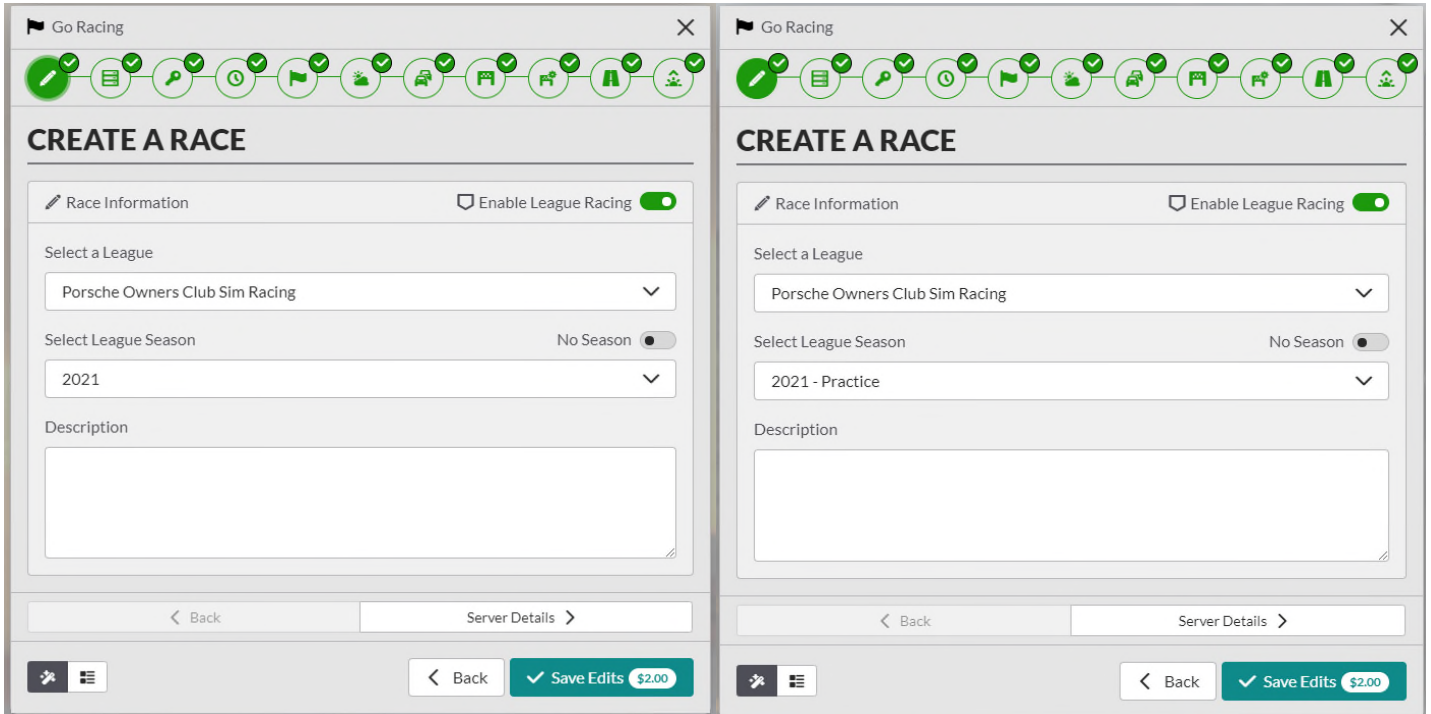 Go Racing
CREATE A RACE
Race Information
Enable League Racing
Select a League
Porsche Owners Club Sim Racing
Select League Season
No Season
2021
Description
Back
Server Details
Back
Save Edits $2.00
Go Racing
CREATE A RACE
Race Information
Enable League Racing
Select a League
Porsche Owners Club Sim Racing
Select League Season
No Season
2021 - Practice
Description
Back
Server Details
Back
Save Edits $2.00